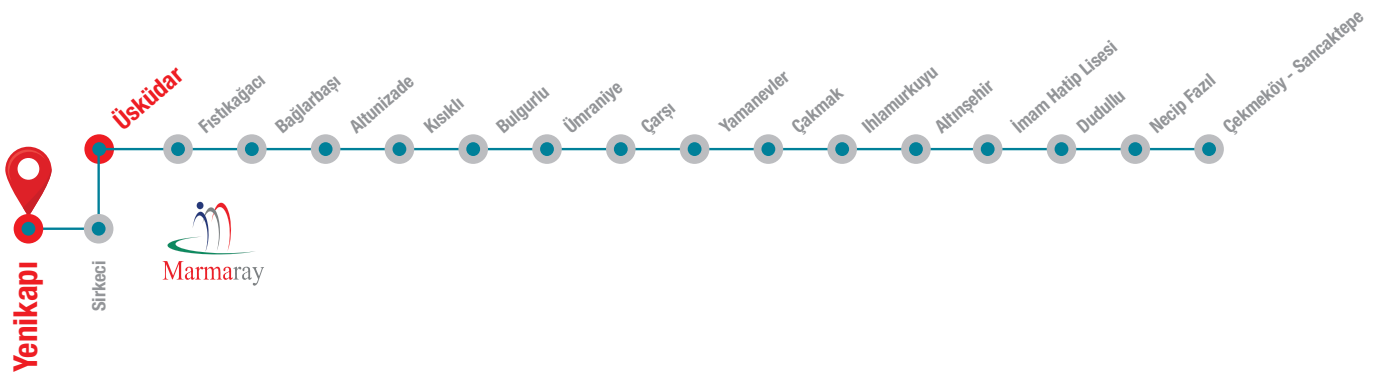 Yenikapı
Sirkeci
Üsküdar
Fıstıkağacı
Bağlarbaşı
Altunizade
Kısıklı
Bulgurlu
Ümraniye
Çarşı
Yamanevler
Çakmak
Ihlamurkuyu
Altınşehir
İmam Hatip Lisesi
Dudullu
Necip Fazıl
Çekmeköy - Sancaktepe
Marmaray